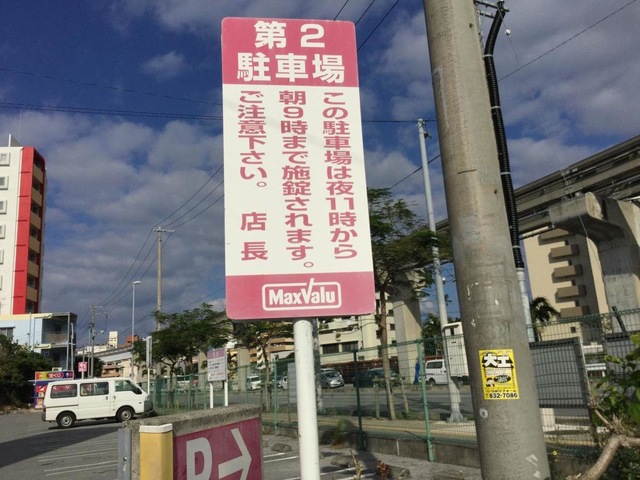 第2
駐車場
この駐車場は夜11時から
朝9時まで施錠されます。
ご注意下さい。 店長
MaxValu
大工
832-7086
P